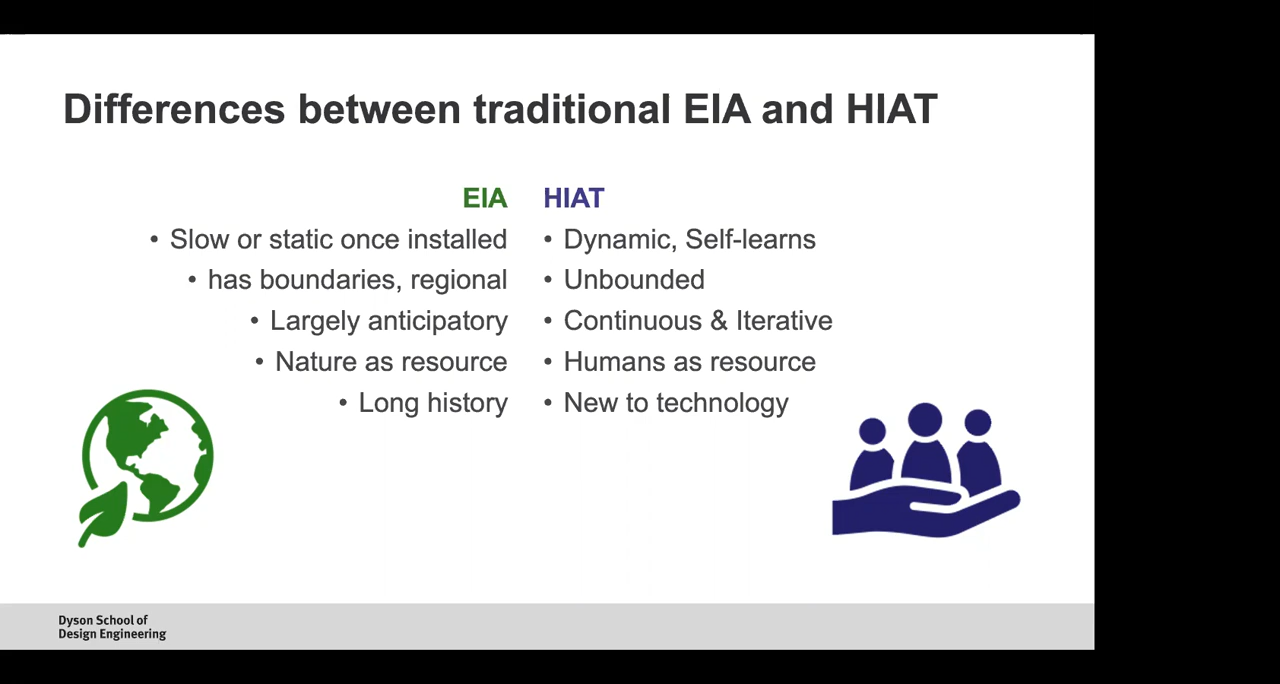 Differences between traditional EIA and HIAT
EIA
• Slow or static once installed
• has boundaries, regional
• Largely anticipatory
• Nature as resource
• Long history
HIAT
• Dynamic, Self-learns
• Unbounded
• Continuous & Iterative
• Humans as resource
• New to technology
Dyson School of
Design Engineering